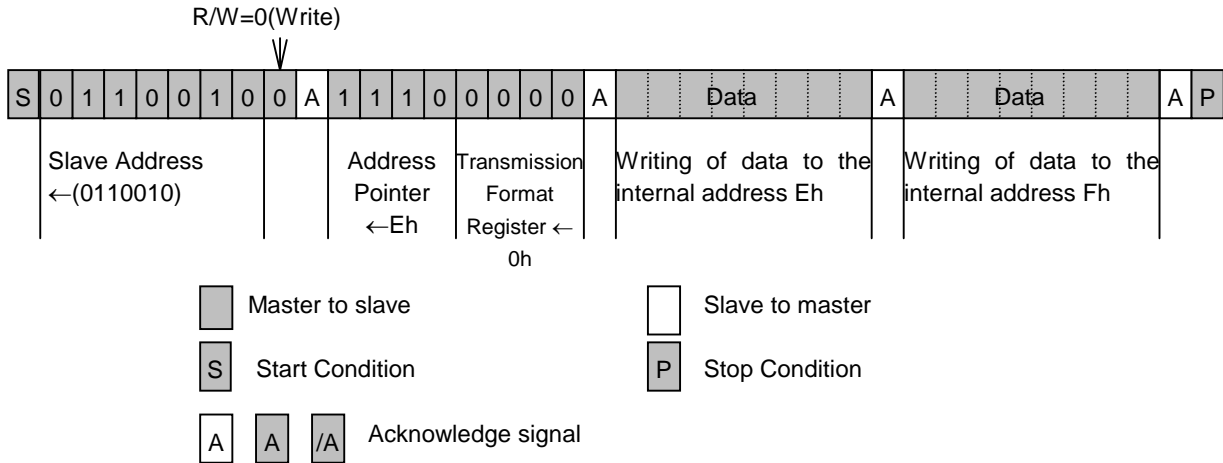 R/W=0(Write)
S 0 1 1 0 0 1 0 0 A 1 1 1 0 0 0 0 0 A Data A Data A P
Slave Address
←(0110010)
Address
Pointer
←Eh
Transmission
Format
Register ←
0h
Writing of data to the
internal address Eh
Writing of data to the
internal address Fh
Master to slave
Slave to master
S Start Condition
P Stop Condition
A A /A Acknowledge signal